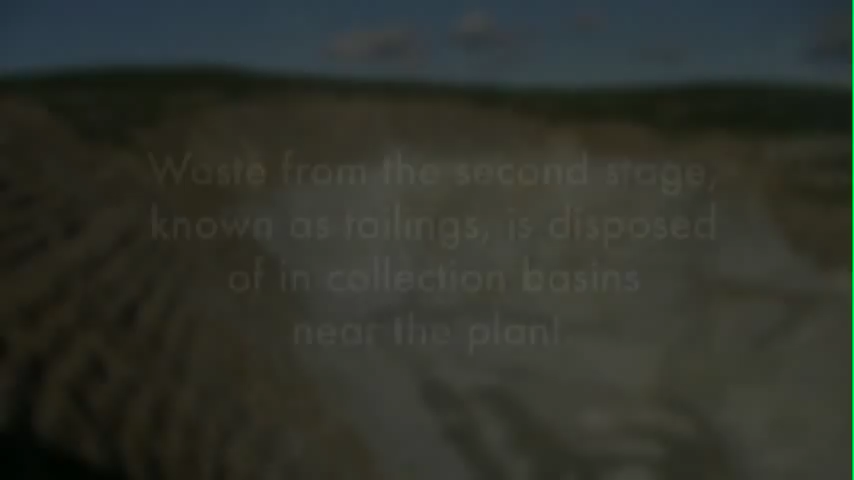 Waste from the second stage,
known as tailings, is disposed
of in collection basins
near the plant